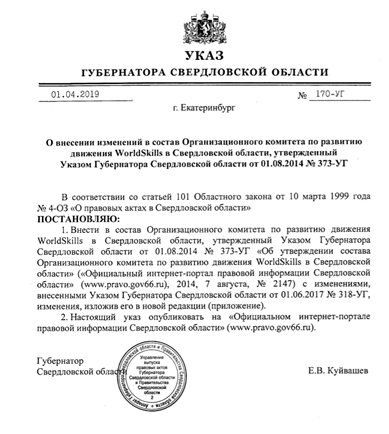 УКАЗ
ГУБЕРНАТОРА СВЕРДЛОВСКОЙ ОБЛАСТИ
01.04.2019 № 170-УГ
г. Екатеринбург
О внесении изменений в состав Организационного комитета по развитию
движения WorldSkills в Свердловской области, утвержденный
Указом Губернатора Свердловской области от 01.08.2014 № 373-УГ
В соответствии со статьей 101 Областного закона от 10 марта 1999 года
№ 4-ОЗ «О правовых актах в Свердловской области»
ПОСТАНОВЛЯЮ:
1. Внести в состав Организационного комитета по развитию движения
WorldSkills в Свердловской области, утвержденный Указом Губернатора
Свердловской области от 01.08.2014 № 373-УГ «Об утверждении состава
Организационного комитета по развитию движения WorldSkills в Свердловской
области» («Официальный интернет-портал правовой информации Свердловской
области» (www.pravo.gov66.ru), 2014, 7 августа, № 2147) с изменениями,
внесенными Указом Губернатора Свердловской области от 01.06.2017 № 318-УГ,
изменения, изложив его в новой редакции (приложение).
2. Настоящий указ опубликовать на «Официальном интернет-портале
правовой информации Свердловской области» (www.pravo.gov66.ru).
Губернатор
Свердловской области Е.В. Куйвашев
Управление
выпуска
правовых актов
Губернатора
Свердловской области
и Правительства
Свердловской
области
2